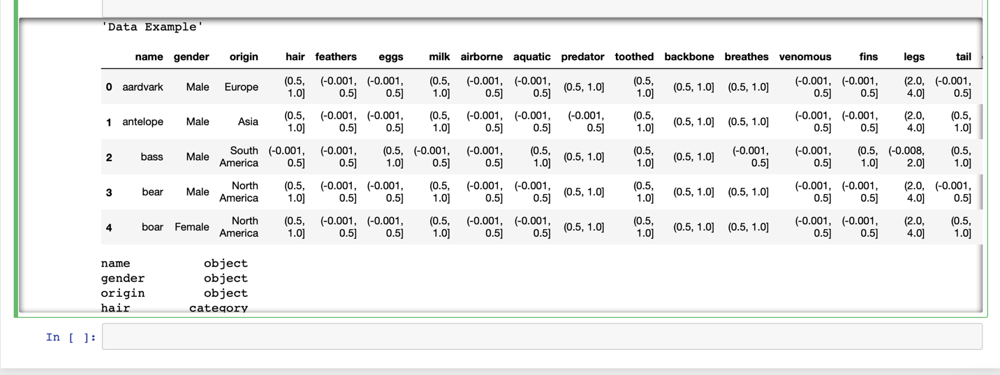 'Data Example'
name gender origin hair feathers eggs milk airborne aquatic predator toothed backbone breathes venomous fins legs tail
0 aardvark Male Europe (0.5, 1.0] (-0.001, 0.5] (-0.001, 0.5] (0.5, 1.0] (-0.001, 0.5] (-0.001, 0.5] (0.5, 1.0] (0.5, 1.0] (0.5, 1.0] (0.5, 1.0] (-0.001, 0.5] (-0.001, 0.5] (2.0, 4.0] (-0.001, 0.5]
1 antelope Male Asia (0.5, 1.0] (-0.001, 0.5] (-0.001, 0.5] (0.5, 1.0] (-0.001, 0.5] (-0.001, 0.5] (-0.001, 0.5] (0.5, 1.0] (0.5, 1.0] (0.5, 1.0] (-0.001, 0.5] (-0.001, 0.5] (2.0, 4.0] (0.5, 1.0]
2 bass Male South America (-0.001, 0.5] (-0.001, 0.5] (0.5, 1.0] (-0.001, 0.5] (-0.001, 0.5] (0.5, 1.0] (0.5, 1.0] (0.5, 1.0] (0.5, 1.0] (-0.001, 0.5] (-0.001, 0.5] (0.5, 1.0] (-0.008, 2.0] (0.5, 1.0]
3 bear Male North America (0.5, 1.0] (-0.001, 0.5] (-0.001, 0.5] (0.5, 1.0] (-0.001, 0.5] (-0.001, 0.5] (0.5, 1.0] (0.5, 1.0] (0.5, 1.0] (0.5, 1.0] (-0.001, 0.5] (-0.001, 0.5] (2.0, 4.0] (-0.001, 0.5]
4 boar Female North America (0.5, 1.0] (-0.001, 0.5] (-0.001, 0.5] (0.5, 1.0] (-0.001, 0.5] (-0.001, 0.5] (0.5, 1.0] (0.5, 1.0] (0.5, 1.0] (0.5, 1.0] (-0.001, 0.5] (-0.001, 0.5] (2.0, 4.0] (0.5, 1.0]
name object
gender object
origin object
hair category
In [ ]: